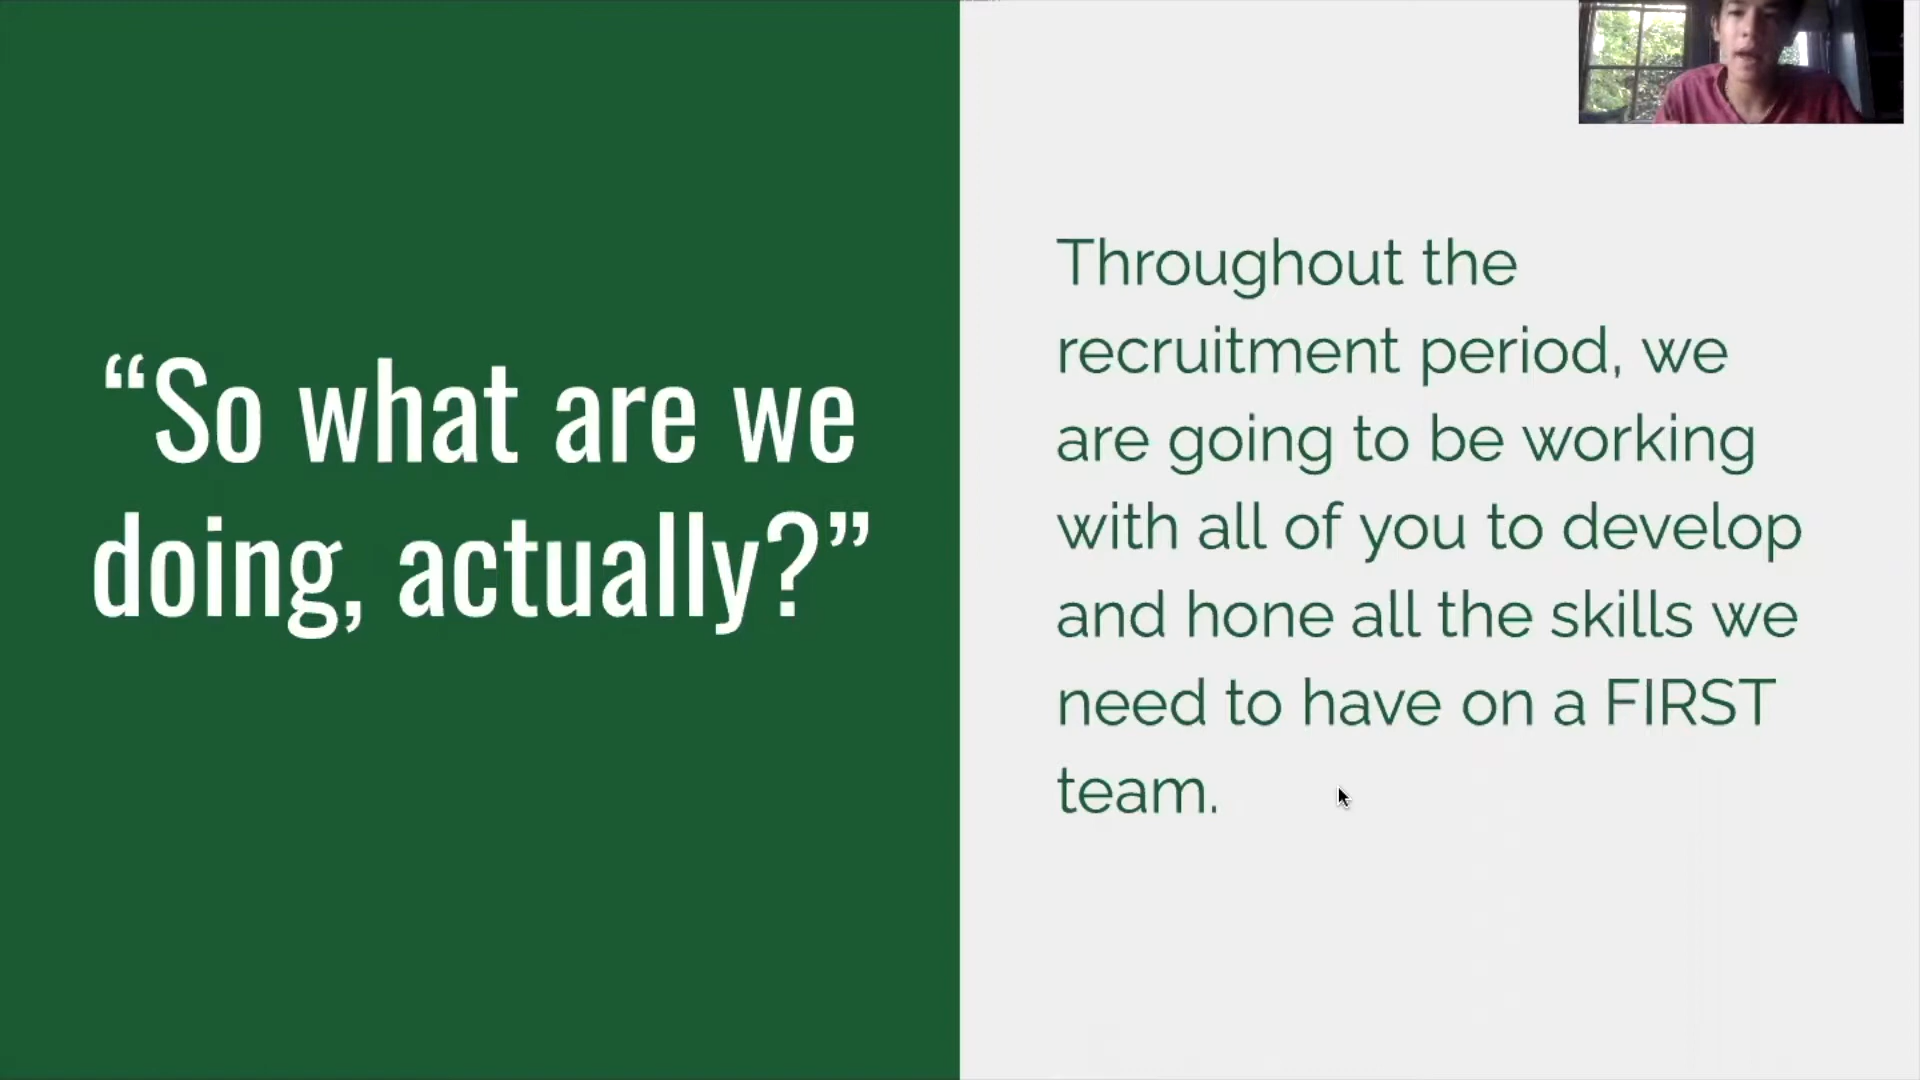 “So what are we
doing, actually?”
Throughout the
recruitment period, we
are going to be working
with all of you to develop
and hone all the skills we
need to have on a FIRST
team.